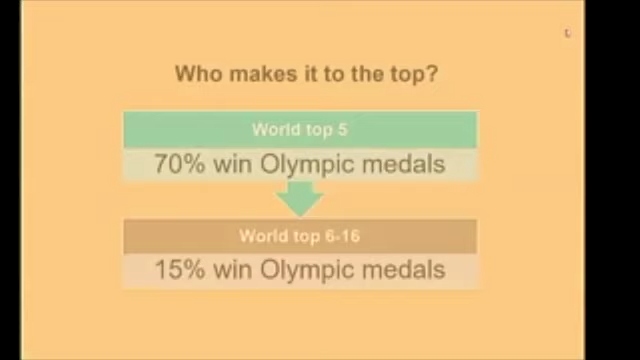 Who makes it to the top?
World top 5
70% win Olympic medals
World top 6-16
15% win Olympic medals